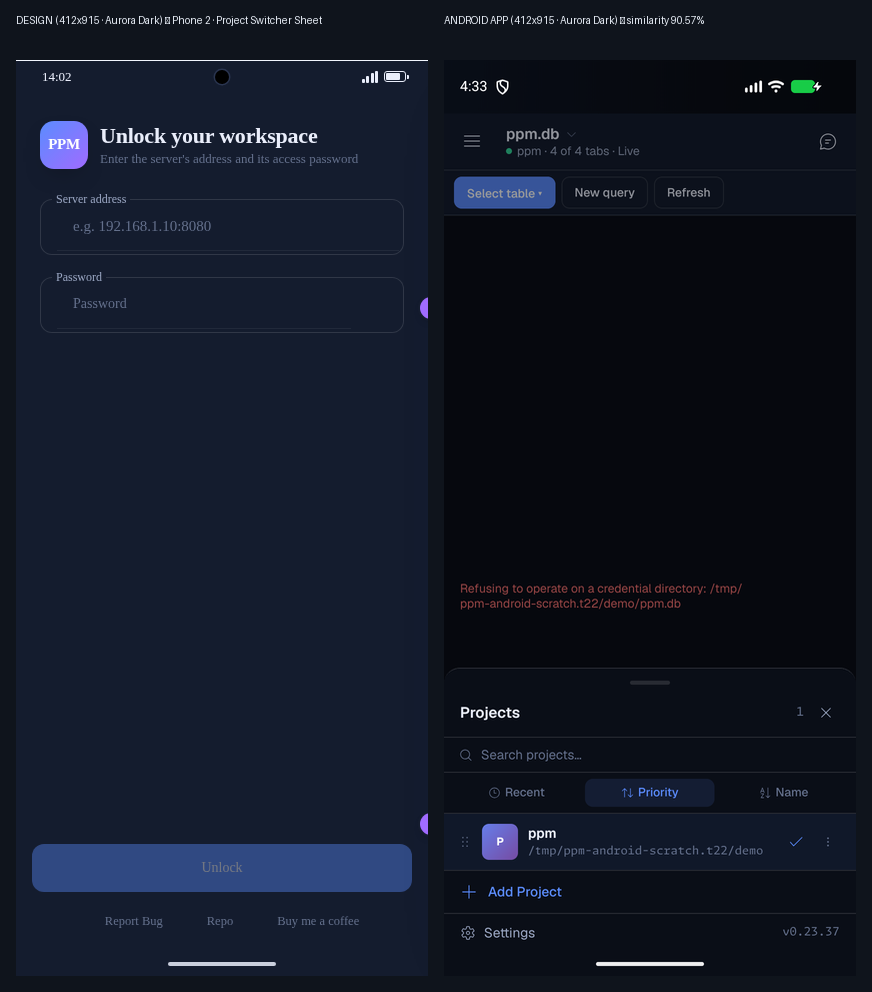 DESIGN (412x915 · Aurora Dark) Phone 2 · Project Switcher Sheet
14:02
PPM
Unlock your workspace
Enter the server's address and its access password
Server address
e.g. 192.168.1.10:8080
Password
Password
Unlock
Report Bug Repo Buy me a coffee
ANDROID APP (412x915 · Aurora Dark) similarity 90.57%
4:33
ppm.db
ppm · 4 of 4 tabs · Live
Select table New query Refresh
Refusing to operate on a credential directory: /tmp/
ppm-android-scratch.t22/demo/ppm.db
Projects 1
Search projects…
Recent Priority Name
P
ppm
/tmp/ppm-android-scratch.t22/demo
Add Project
Settings v0.23.37